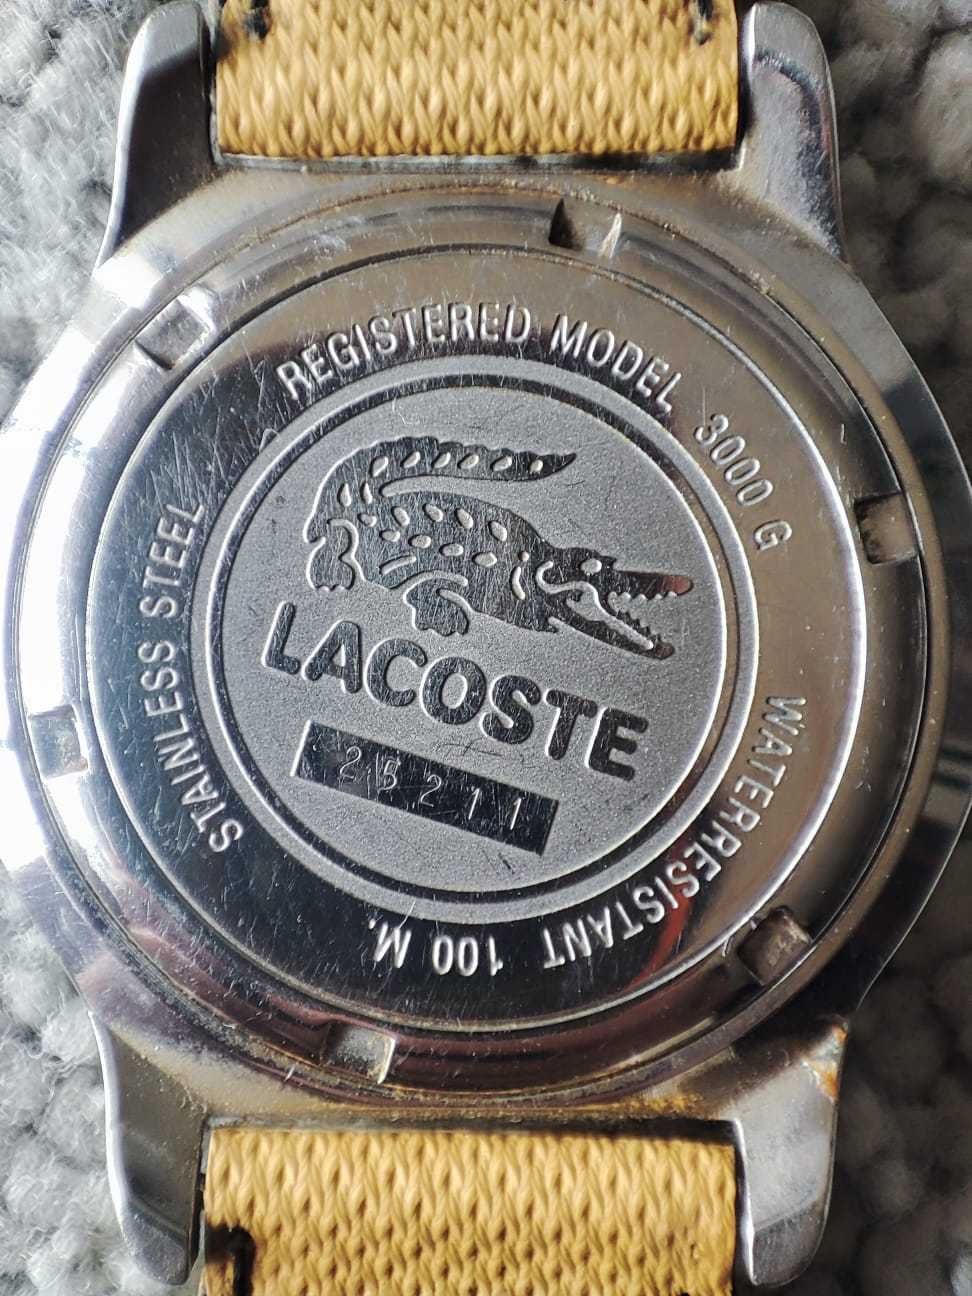 REGISTERED MODEL 3000 G
WATERRESISTANT 100 M.
STAINLESS STEEL
LACOSTE
25211